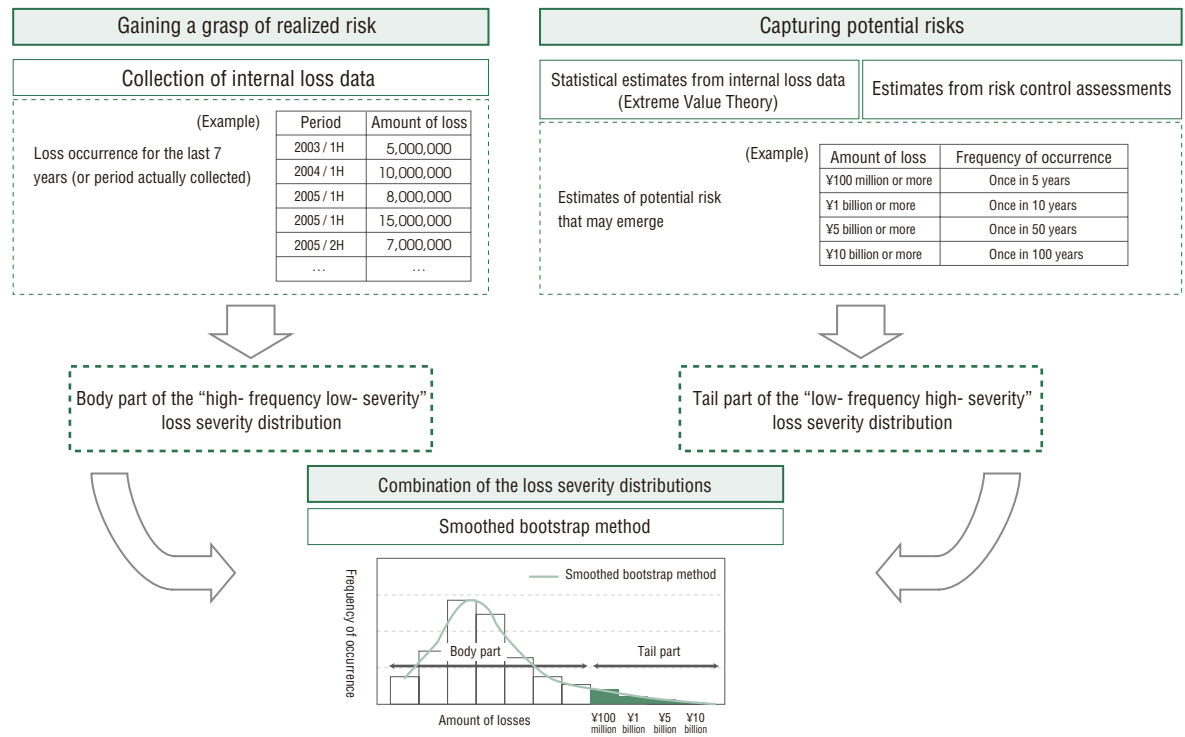 Gaining a grasp of realized risk
Collection of internal loss data
(Example)
Loss occurrence for the last 7
years (or period actually collected)
Period Amount of loss
2003 / 1H 5,000,000
2004 / 1H 10,000,000
2005 / 1H 8,000,000
2005 / 1H 15,000,000
2005 / 2H 7,000,000
... ...
Capturing potential risks
Statistical estimates from internal loss data
(Extreme Value Theory)
Estimates from risk control assessments
(Example)
Estimates of potential risk
that may emerge
Amount of loss Frequency of occurrence
¥100 million or more Once in 5 years
¥1 billion or more Once in 10 years
¥5 billion or more Once in 50 years
¥10 billion or more Once in 100 years
Body part of the “high- frequency low- severity”
loss severity distribution
Tail part of the “low- frequency high- severity”
loss severity distribution
Combination of the loss severity distributions
Smoothed bootstrap method
Frequency of occurrence
Smoothed bootstrap method
Body part
Tail part
Amount of losses
¥100 ¥1 ¥5 ¥10
million billion billion billion